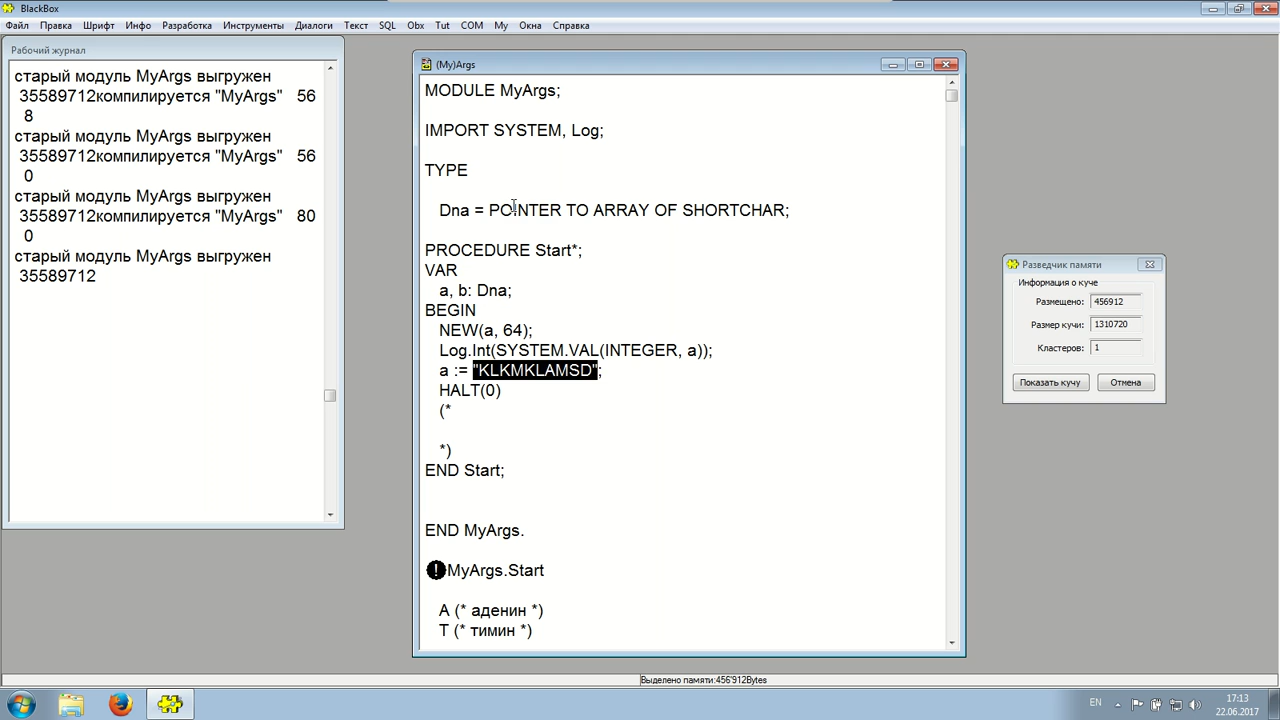 BlackBox
Файл Правка Шрифт Инфо Разработка Инструменты Диалоги Текст SQL Obx Tut COM My Окна Справка
Рабочий журнал
старый модуль MyArgs выгружен
35589712компилируется "MyArgs" 56
8
старый модуль MyArgs выгружен
35589712компилируется "MyArgs" 56
0
старый модуль MyArgs выгружен
35589712компилируется "MyArgs" 80
0
старый модуль MyArgs выгружен
35589712
(My)Args
MODULE MyArgs;
IMPORT SYSTEM, Log;
TYPE
Dna = POINTER TO ARRAY OF SHORTCHAR;
PROCEDURE Start*;
VAR
a, b: Dna;
BEGIN
NEW(a, 64);
Log.Int(SYSTEM.VAL(INTEGER, a));
a := "KLKMKLAMSD";
HALT(0)
(*
*)
END Start;
END MyArgs.
!MyArgs.Start
A (* аденин *)
T (* тимин *)
Разведчик памяти
Информация о куче
Размещено: 456912
Размер кучи: 1310720
Кластеров: 1
Показать кучу Отмена
Выделено памяти:456'912Bytes
EN
17:13
22.06.2017